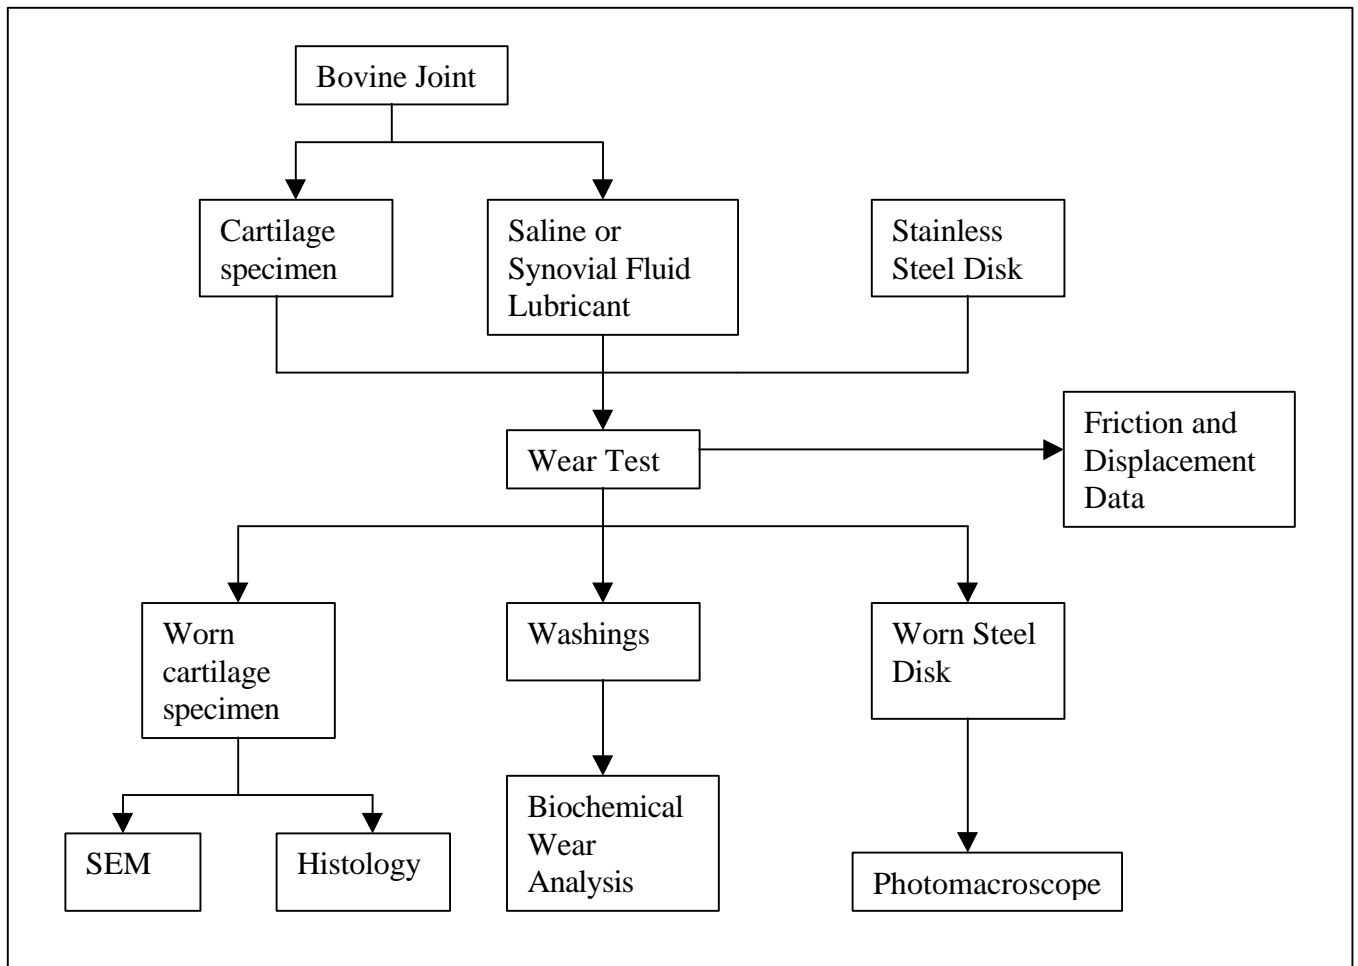 Bovine Joint
Cartilage
specimen
Saline or
Synovial Fluid
Lubricant
Stainless
Steel Disk
Wear Test
Friction and
Displacement
Data
Worn
cartilage
specimen
Washings
Worn Steel
Disk
SEM
Histology
Biochemical
Wear
Analysis
Photomacroscope